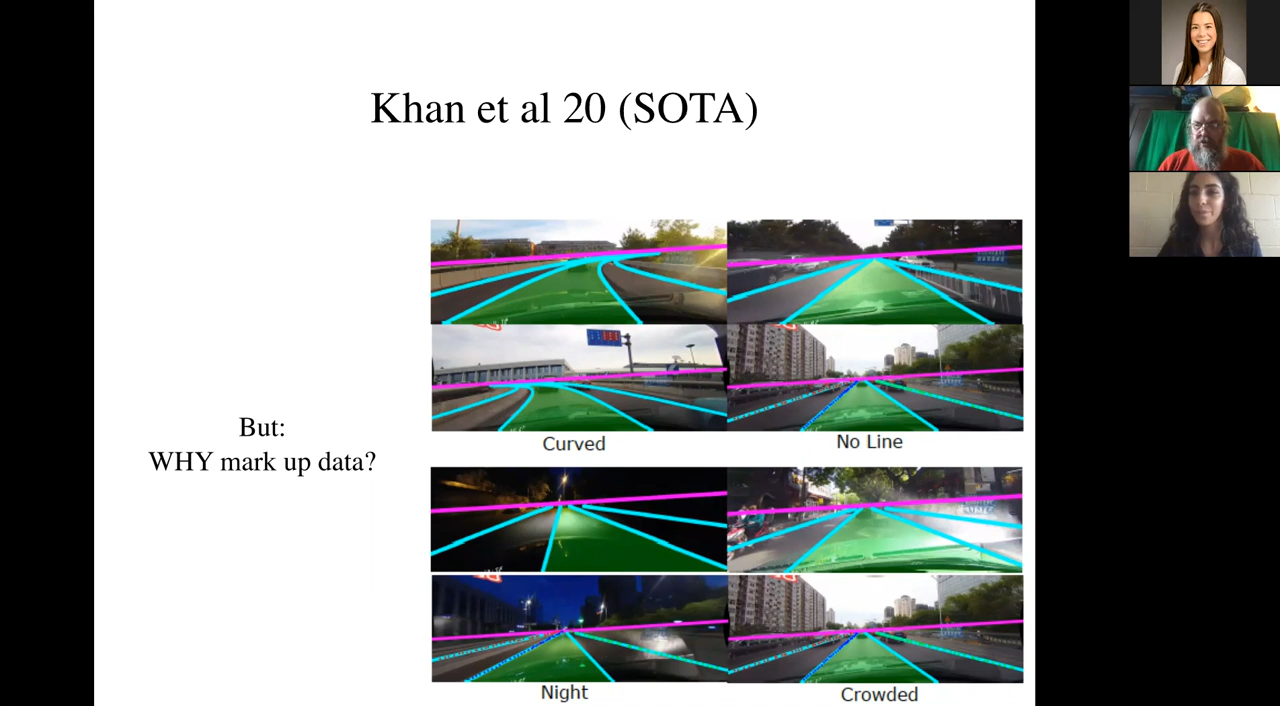 Khan et al 20 (SOTA)
But:
WHY mark up data?
Curved
No Line
Night
Crowded